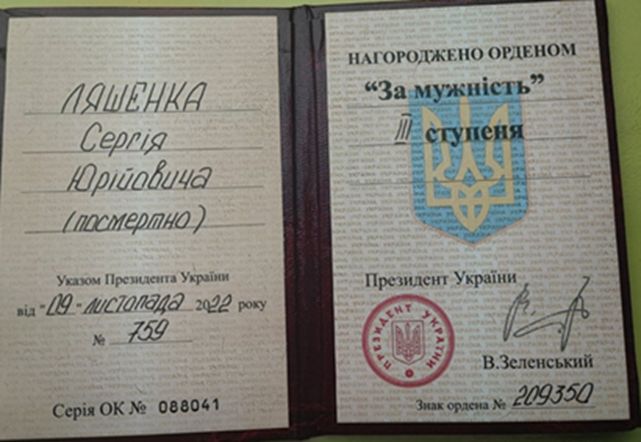 ЛЯШЕНКА
Сергія
Юрійовича
(посмертно)
Указом Президента України
від "09" листопада 2022 року
№ 759
Серія ОК № 088041
НАГОРОДЖЕНО ОРДЕНОМ
“За мужність”
III ступеня
Президент України
ПРЕЗИДЕНТ УКРАЇНИ
В.Зеленський
Знак ордена № 209350